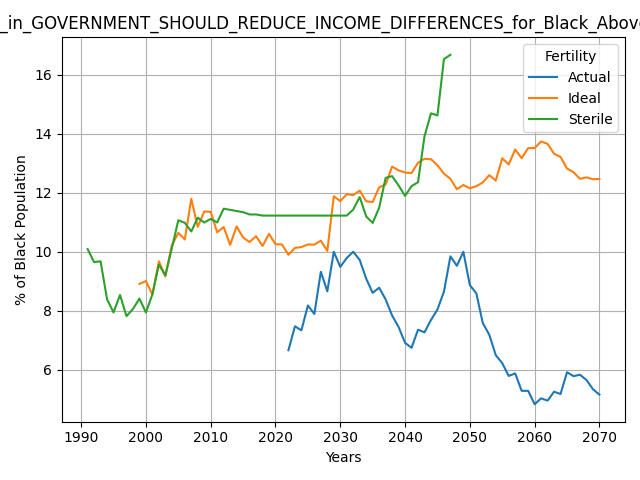 _in_GOVERNMENT_SHOULD_REDUCE_INCOME_DIFFERENCES_for_Black_Above
Fertility
Actual
Ideal
Sterile
% of Black Population
16
14
12
10
8
6
1990 2000 2010 2020 2030 2040 2050 2060 2070
Years